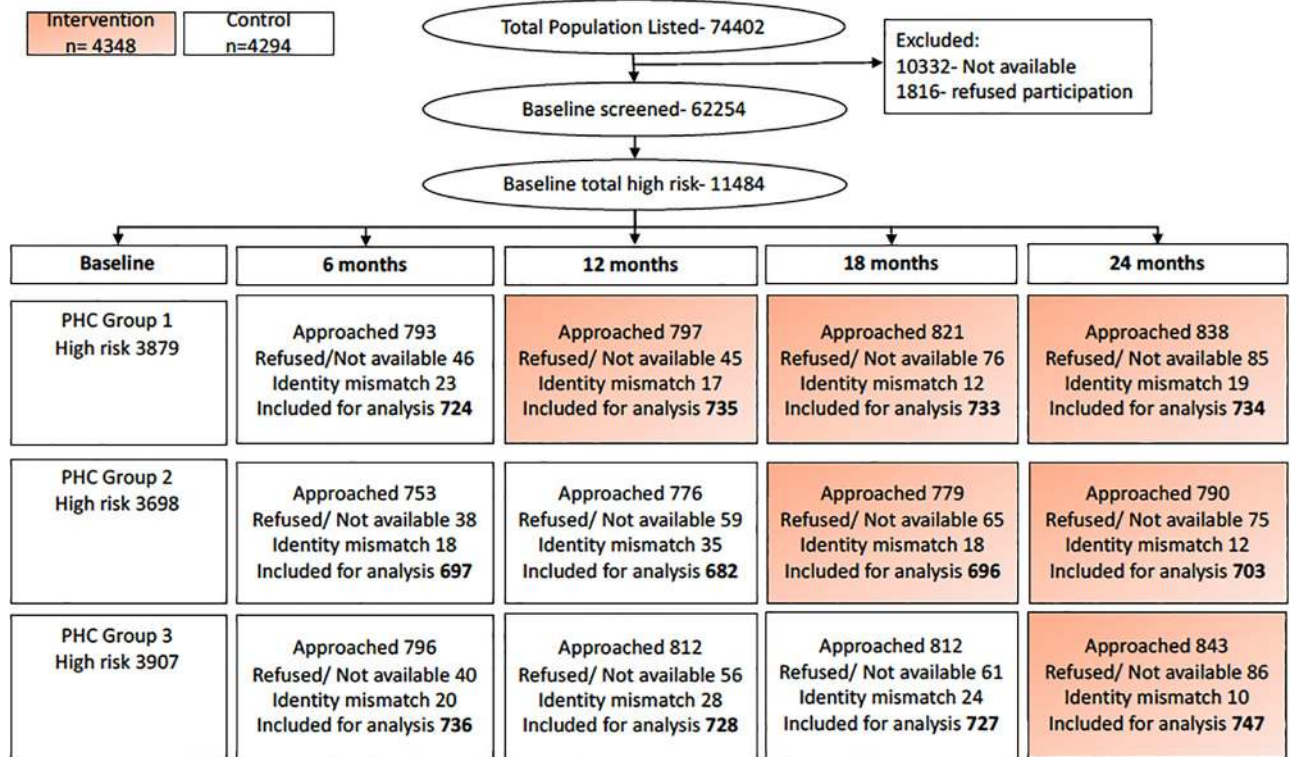 Intervention
n= 4348
Control
n=4294
Total Population Listed- 74402
Excluded:
10332- Not available
1816- refused participation
Baseline screened- 62254
Baseline total high risk- 11484
Baseline
6 months
12 months
18 months
24 months
PHC Group 1
High risk 3879
Approached 793
Refused/Not available 46
Identity mismatch 23
Included for analysis 724
Approached 797
Refused/ Not available 45
Identity mismatch 17
Included for analysis 735
Approached 821
Refused/ Not available 76
Identity mismatch 12
Included for analysis 733
Approached 838
Refused/ Not available 85
Identity mismatch 19
Included for analysis 734
PHC Group 2
High risk 3698
Approached 753
Refused/ Not available 38
Identity mismatch 18
Included for analysis 697
Approached 776
Refused/ Not available 59
Identity mismatch 35
Included for analysis 682
Approached 779
Refused/ Not available 65
Identity mismatch 18
Included for analysis 696
Approached 790
Refused/ Not available 75
Identity mismatch 12
Included for analysis 703
PHC Group 3
High risk 3907
Approached 796
Refused/ Not available 40
Identity mismatch 20
Included for analysis 736
Approached 812
Refused/ Not available 56
Identity mismatch 28
Included for analysis 728
Approached 812
Refused/ Not available 61
Identity mismatch 24
Included for analysis 727
Approached 843
Refused/ Not available 86
Identity mismatch 10
Included for analysis 747